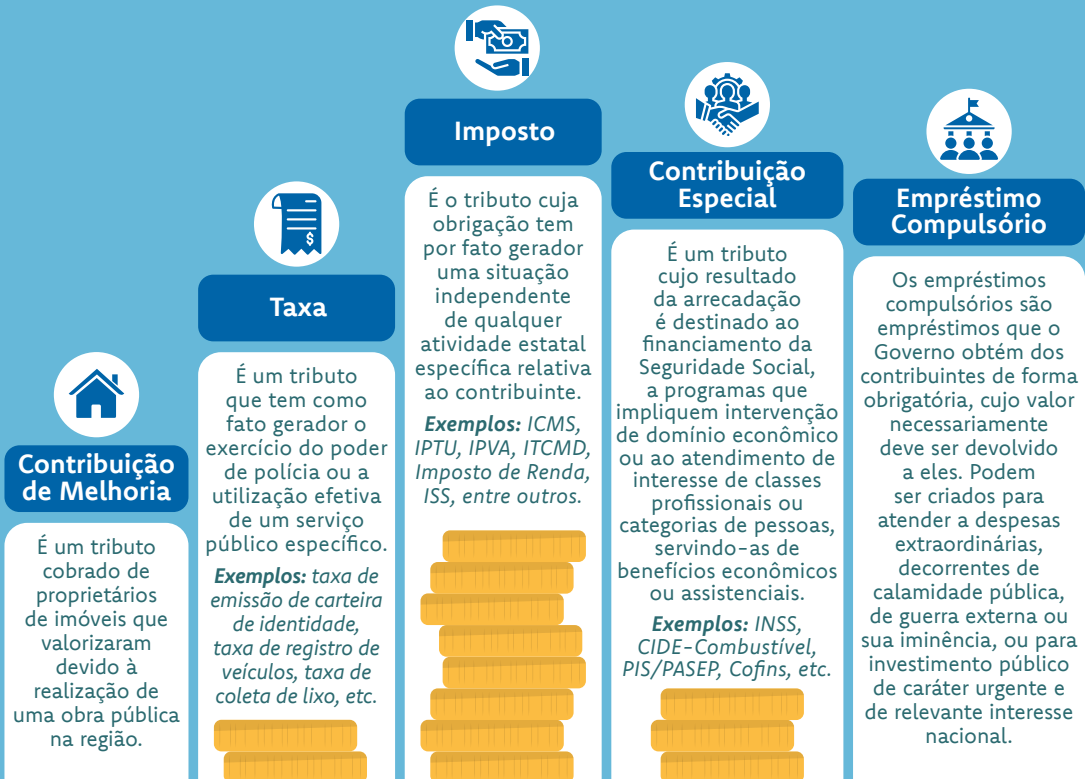 Contribuição
de Melhoria
É um tributo
cobrado de
proprietários
de imóveis que
valorizaram
devido à
realização de
uma obra pública
na região.
Taxa
É um tributo
que tem como
fato gerador o
exercício do poder
de polícia ou a
utilização efetiva
de um serviço
público específico.
Exemplos: taxa de
emissão de carteira
de identidade,
taxa de registro de
veículos, taxa de
coleta de lixo, etc.
$
Imposto
É o tributo cuja
obrigação tem
por fato gerador
uma situação
independente
de qualquer
atividade estatal
específica relativa
ao contribuinte.
Exemplos: ICMS,
IPTU, IPVA, ITCMD,
Imposto de Renda,
ISS, entre outros.
Contribuição
Especial
É um tributo
cujo resultado
da arrecadação
é destinado ao
financiamento da
Seguridade Social,
a programas que
impliquem intervenção
de domínio econômico
ou ao atendimento de
interesse de classes
profissionais ou
categorias de pessoas,
servindo-as de
benefícios econômicos
ou assistenciais.
Exemplos: INSS,
CIDE-Combustível,
PIS/PASEP, Cofins, etc.
Empréstimo
Compulsório
Os empréstimos
compulsórios são
empréstimos que o
Governo obtém dos
contribuintes de forma
obrigatória, cujo valor
necessariamente
deve ser devolvido
a eles. Podem
ser criados para
atender a despesas
extraordinárias,
decorrentes de
calamidade pública,
de guerra externa ou
sua iminência, ou para
investimento público
de caráter urgente e
de relevante interesse
nacional.